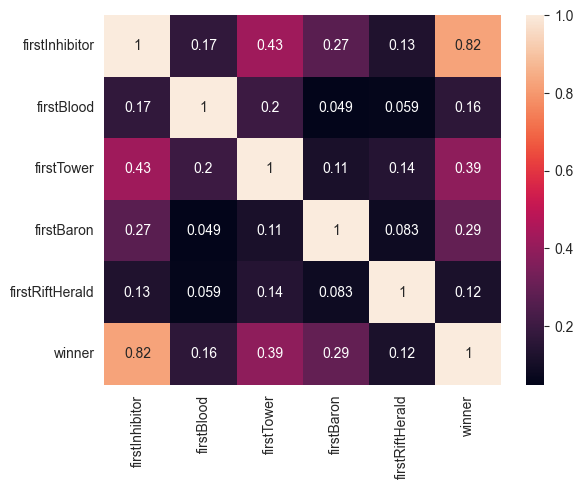 firstInhibitor 1 0.17 0.43 0.27 0.13 0.82
firstBlood 0.17 1 0.2 0.049 0.059 0.16
firstTower 0.43 0.2 1 0.11 0.14 0.39
firstBaron 0.27 0.049 0.11 1 0.083 0.29
firstRiftHerald 0.13 0.059 0.14 0.083 1 0.12
winner 0.82 0.16 0.39 0.29 0.12 1
firstInhibitor
firstBlood
firstTower
firstBaron
firstRiftHerald
winner
1.0
0.8
0.6
0.4
0.2